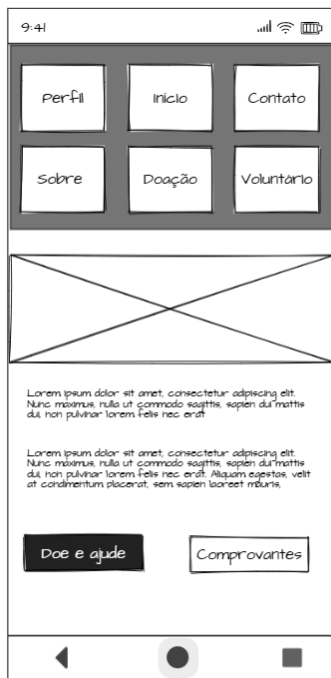 9:41
Perfil
Início
Contato
Sobre
Doação
Voluntário
Lorem ipsum dolor sit amet, consectetur adipiscing elit.
Nunc maximus, nulla ut commodo sagittis, sapien dui mattis
dui, non pulvinar lorem felis nec erat
Lorem ipsum dolor sit amet, consectetur adipiscing elit.
Nunc maximus, nulla ut commodo sagittis, sapien dui mattis
dui, non pulvinar lorem felis nec erat. Aliquam egestas, velit
at condimentum placerat, sem sapien laoreet mauris,
Doe e ajude
Comprovantes